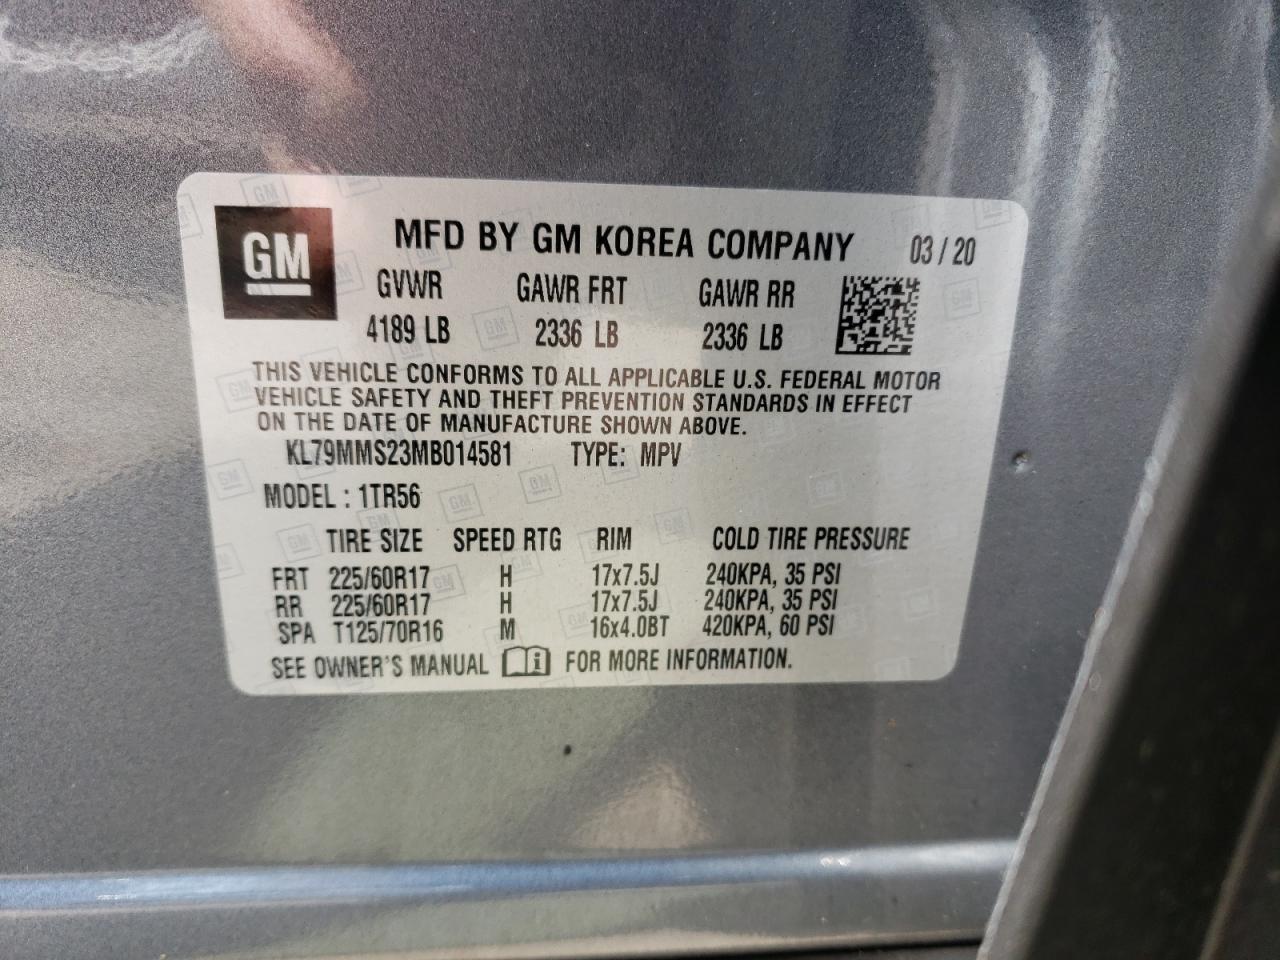 GM
MFD BY GM KOREA COMPANY 03 / 20
GVWR GAWR FRT GAWR RR
4189 LB 2336 LB 2336 LB
THIS VEHICLE CONFORMS TO ALL APPLICABLE U.S. FEDERAL MOTOR
VEHICLE SAFETY AND THEFT PREVENTION STANDARDS IN EFFECT
ON THE DATE OF MANUFACTURE SHOWN ABOVE.
KL79MMS23MB014581 TYPE: MPV
MODEL : 1TR56
TIRE SIZE SPEED RTG RIM COLD TIRE PRESSURE
FRT 225/60R17 H 17x7.5J 240KPA, 35 PSI
RR 225/60R17 H 17x7.5J 240KPA, 35 PSI
SPA T125/70R16 M 16x4.0BT 420KPA, 60 PSI
SEE OWNER'S MANUAL i FOR MORE INFORMATION.